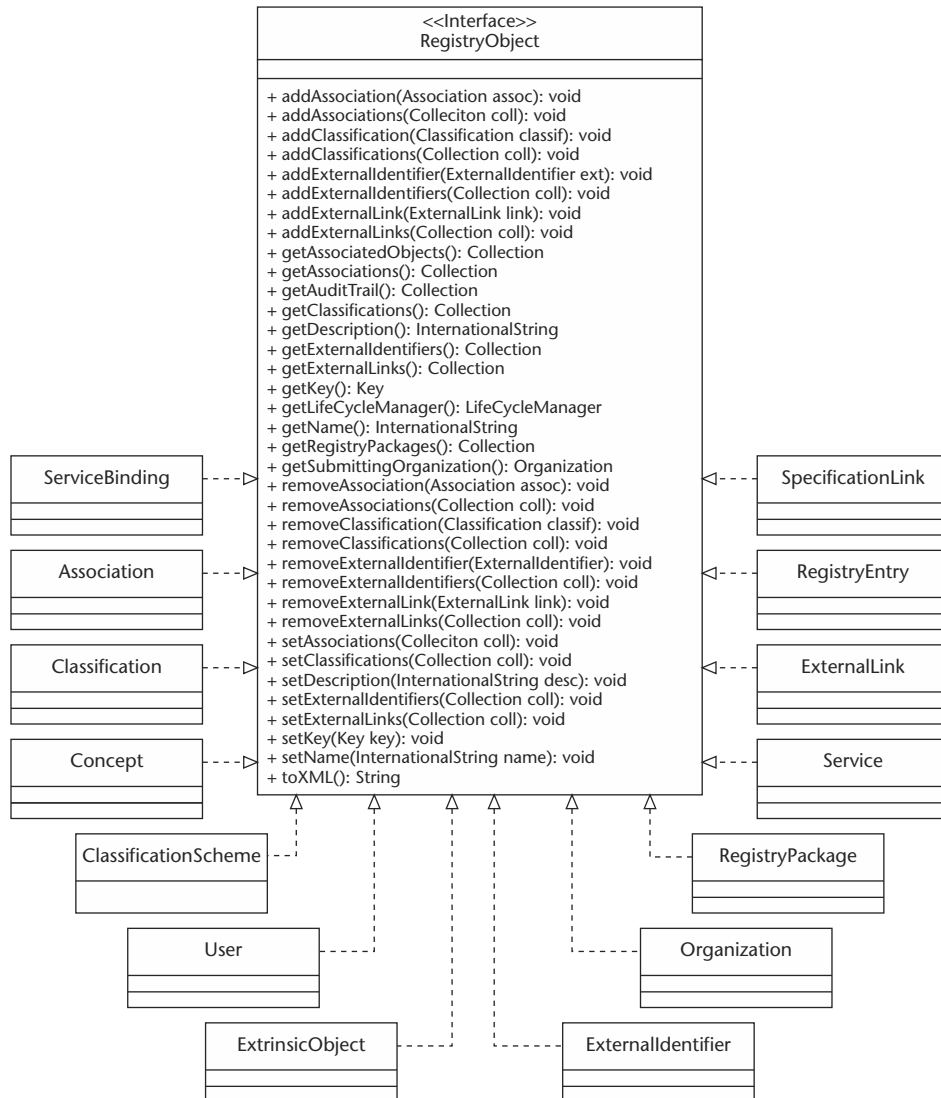 <<Interface>>
RegistryObject
+ addAssociation(Association assoc): void
+ addAssociations(Colleciton coll): void
+ addClassification(Classification classif): void
+ addClassifications(Collection coll): void
+ addExternalIdentifier(ExternalIdentifier ext): void
+ addExternalIdentifiers(Collection coll): void
+ addExternalLink(ExternalLink link): void
+ addExternalLinks(Collection coll): void
+ getAssociatedObjects(): Collection
+ getAssociations(): Collection
+ getAuditTrail(): Collection
+ getClassifications(): Collection
+ getDescription(): InternationalString
+ getExternalIdentifiers(): Collection
+ getExternalLinks(): Collection
+ getKey(): Key
+ getLifeCycleManager(): LifeCycleManager
+ getName(): InternationalString
+ getRegistryPackages(): Collection
+ getSubmittingOrganization(): Organization
+ removeAssociation(Association assoc): void
+ removeAssociations(Collection coll): void
+ removeClassification(Classification classif): void
+ removeClassifications(Collection coll): void
+ removeExternalIdentifier(ExternalIdentifier): void
+ removeExternalIdentifiers(Collection coll): void
+ removeExternalLink(ExternalLink link): void
+ removeExternalLinks(Collection coll): void
+ setAssociations(Colleciton coll): void
+ setClassifications(Collection coll): void
+ setDescription(InternationalString desc): void
+ setExternalIdentifiers(Collection coll): void
+ setExternalLinks(Collection coll): void
+ setKey(Key key): void
+ setName(InternationalString name): void
+ toXML(): String
ServiceBinding
SpecificationLink
Association
RegistryEntry
Classification
ExternalLink
Concept
Service
ClassificationScheme
RegistryPackage
User
Organization
ExtrinsicObject
ExternalIdentifier